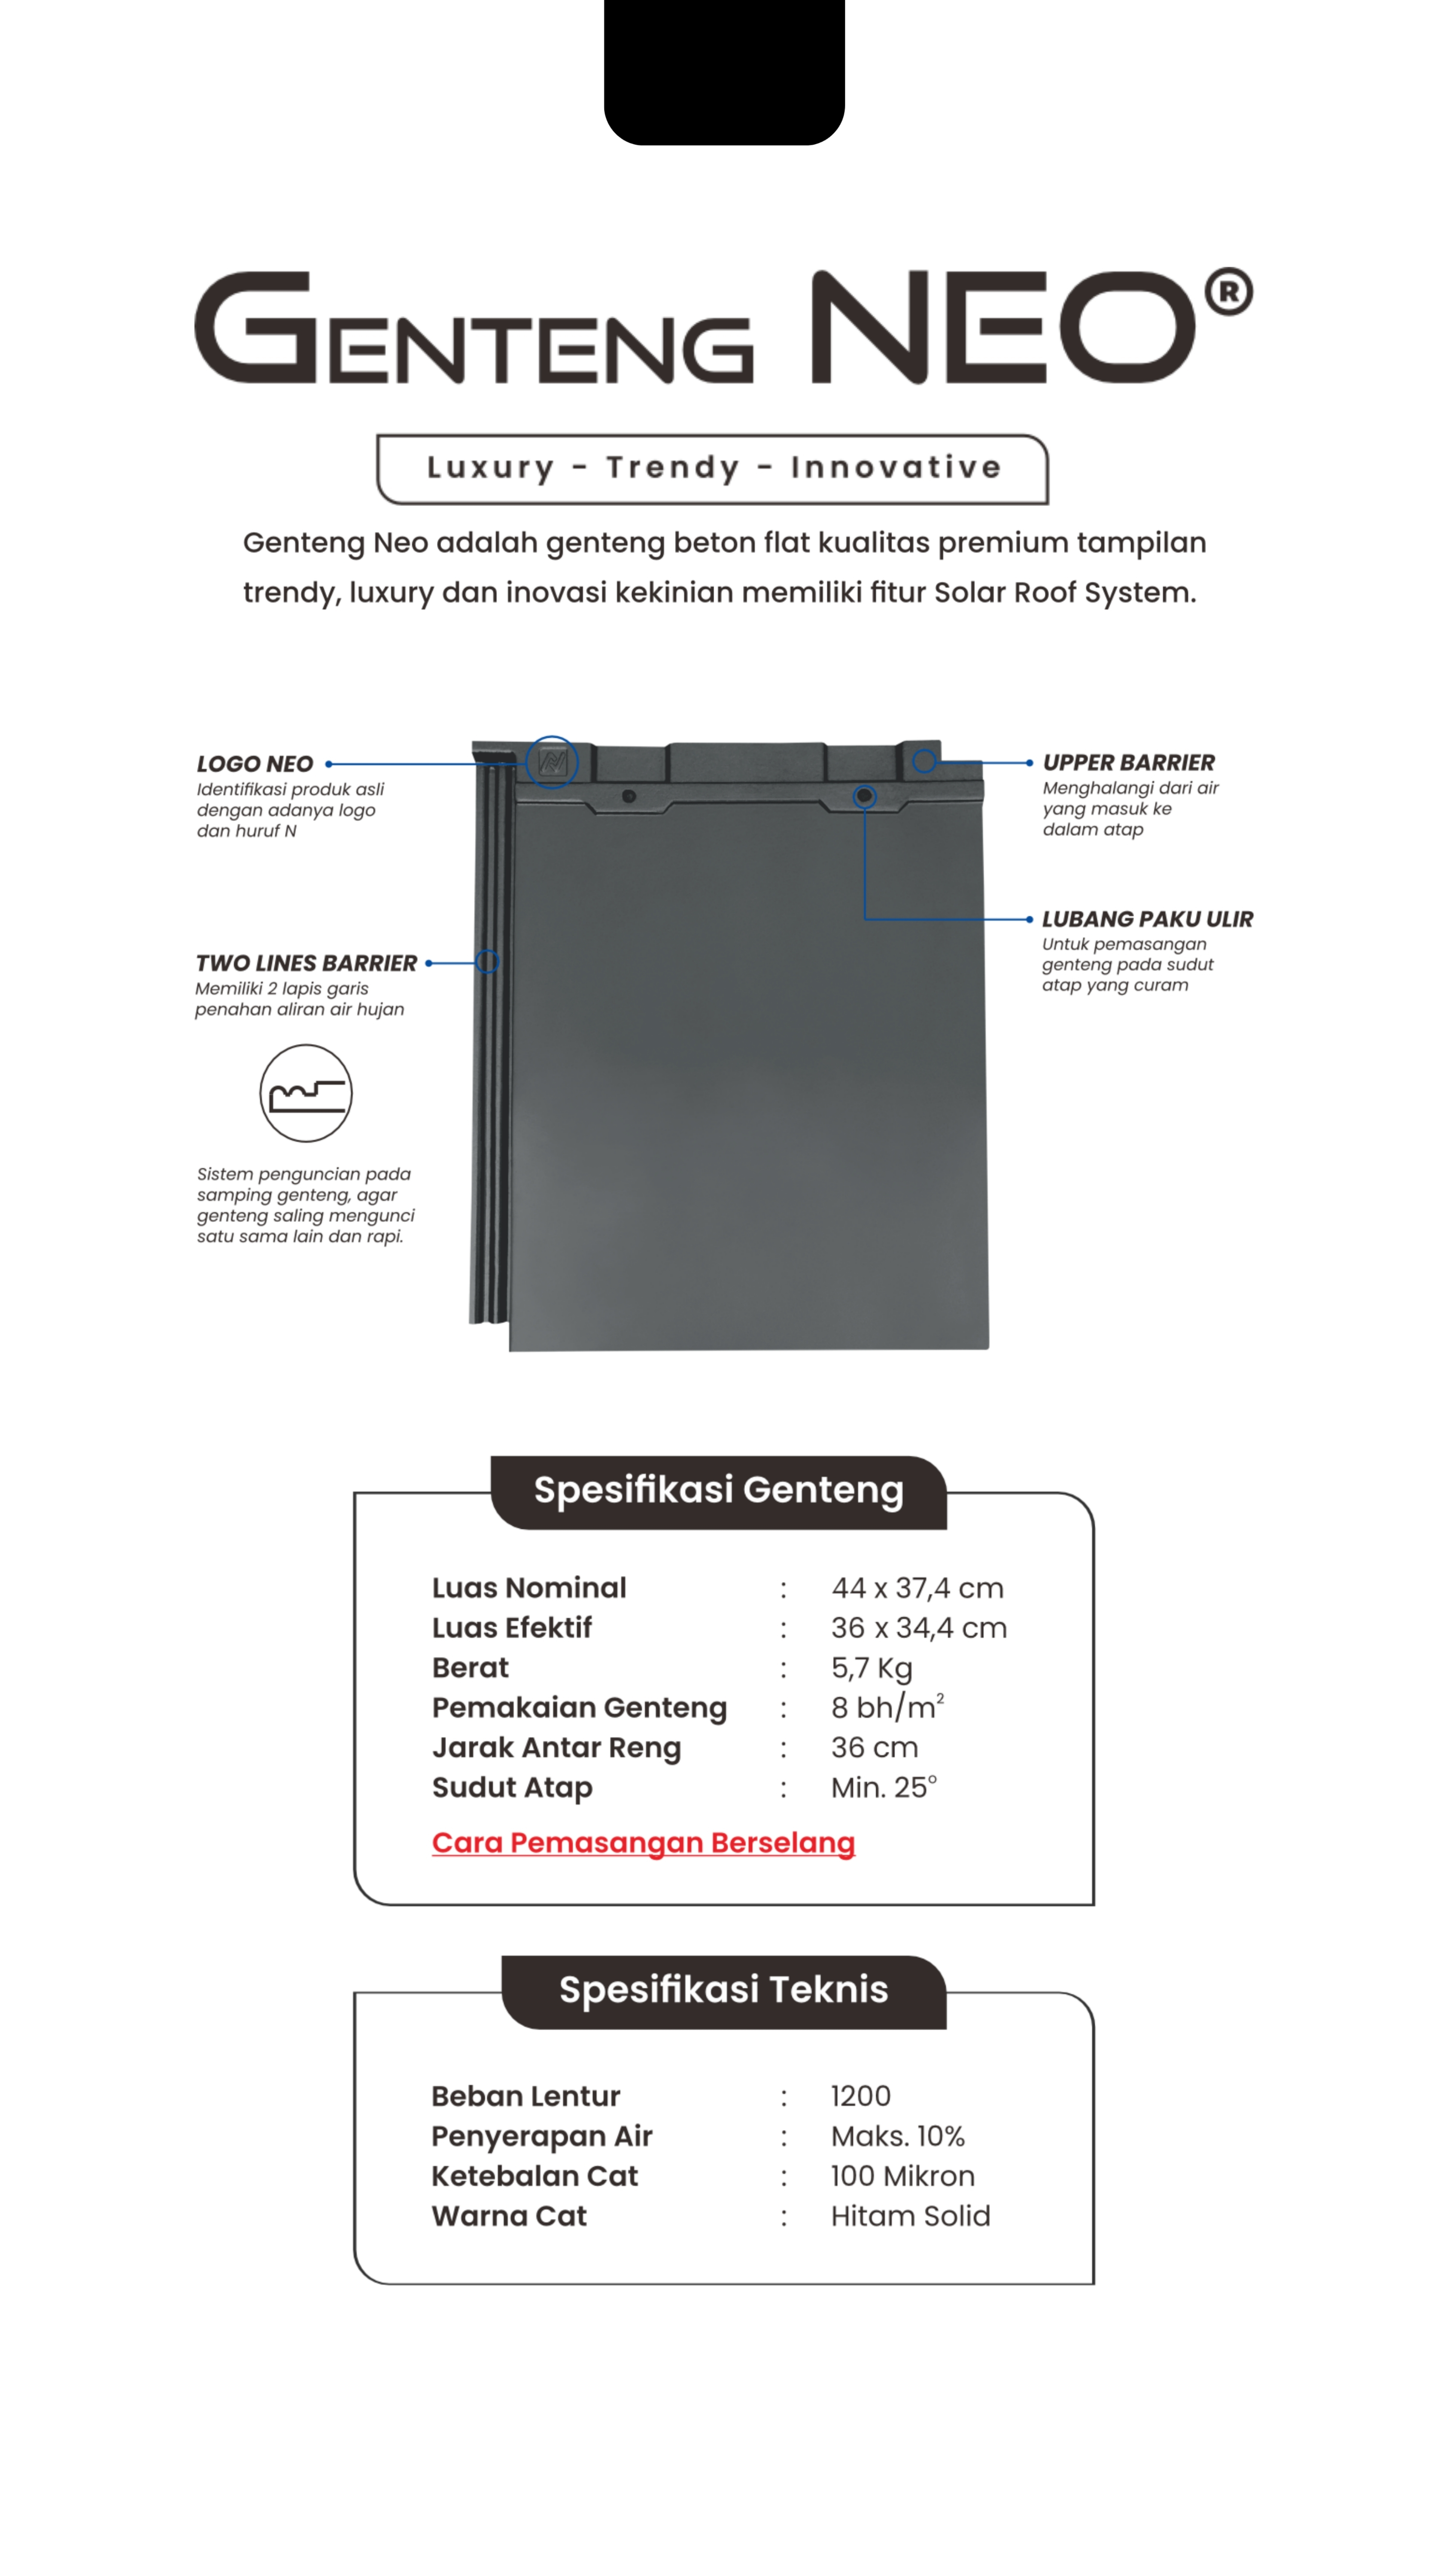 GENTENG NEO®
Luxury - Trendy - Innovative
Genteng Neo adalah genteng beton flat kualitas premium tampilan
trendy, luxury dan inovasi kekinian memiliki fitur Solar Roof System.
LOGO NEO
Identifikasi produk asli
dengan adanya logo
dan huruf N
TWO LINES BARRIER
Memiliki 2 lapis garis
penahan aliran air hujan
Sistem penguncian pada
samping genteng, agar
genteng saling mengunci
satu sama lain dan rapi.
UPPER BARRIER
Menghalangi dari air
yang masuk ke
dalam atap
LUBANG PAKU ULIR
Untuk pemasangan
genteng pada sudut
atap yang curam
Spesifikasi Genteng
Luas Nominal : 44 x 37,4 cm
Luas Efektif : 36 x 34,4 cm
Berat : 5,7 Kg
Pemakaian Genteng : 8 bh/m²
Jarak Antar Reng : 36 cm
Sudut Atap : Min. 25°
Cara Pemasangan Berselang
Spesifikasi Teknis
Beban Lentur : 1200
Penyerapan Air : Maks. 10%
Ketebalan Cat : 100 Mikron
Warna Cat : Hitam Solid